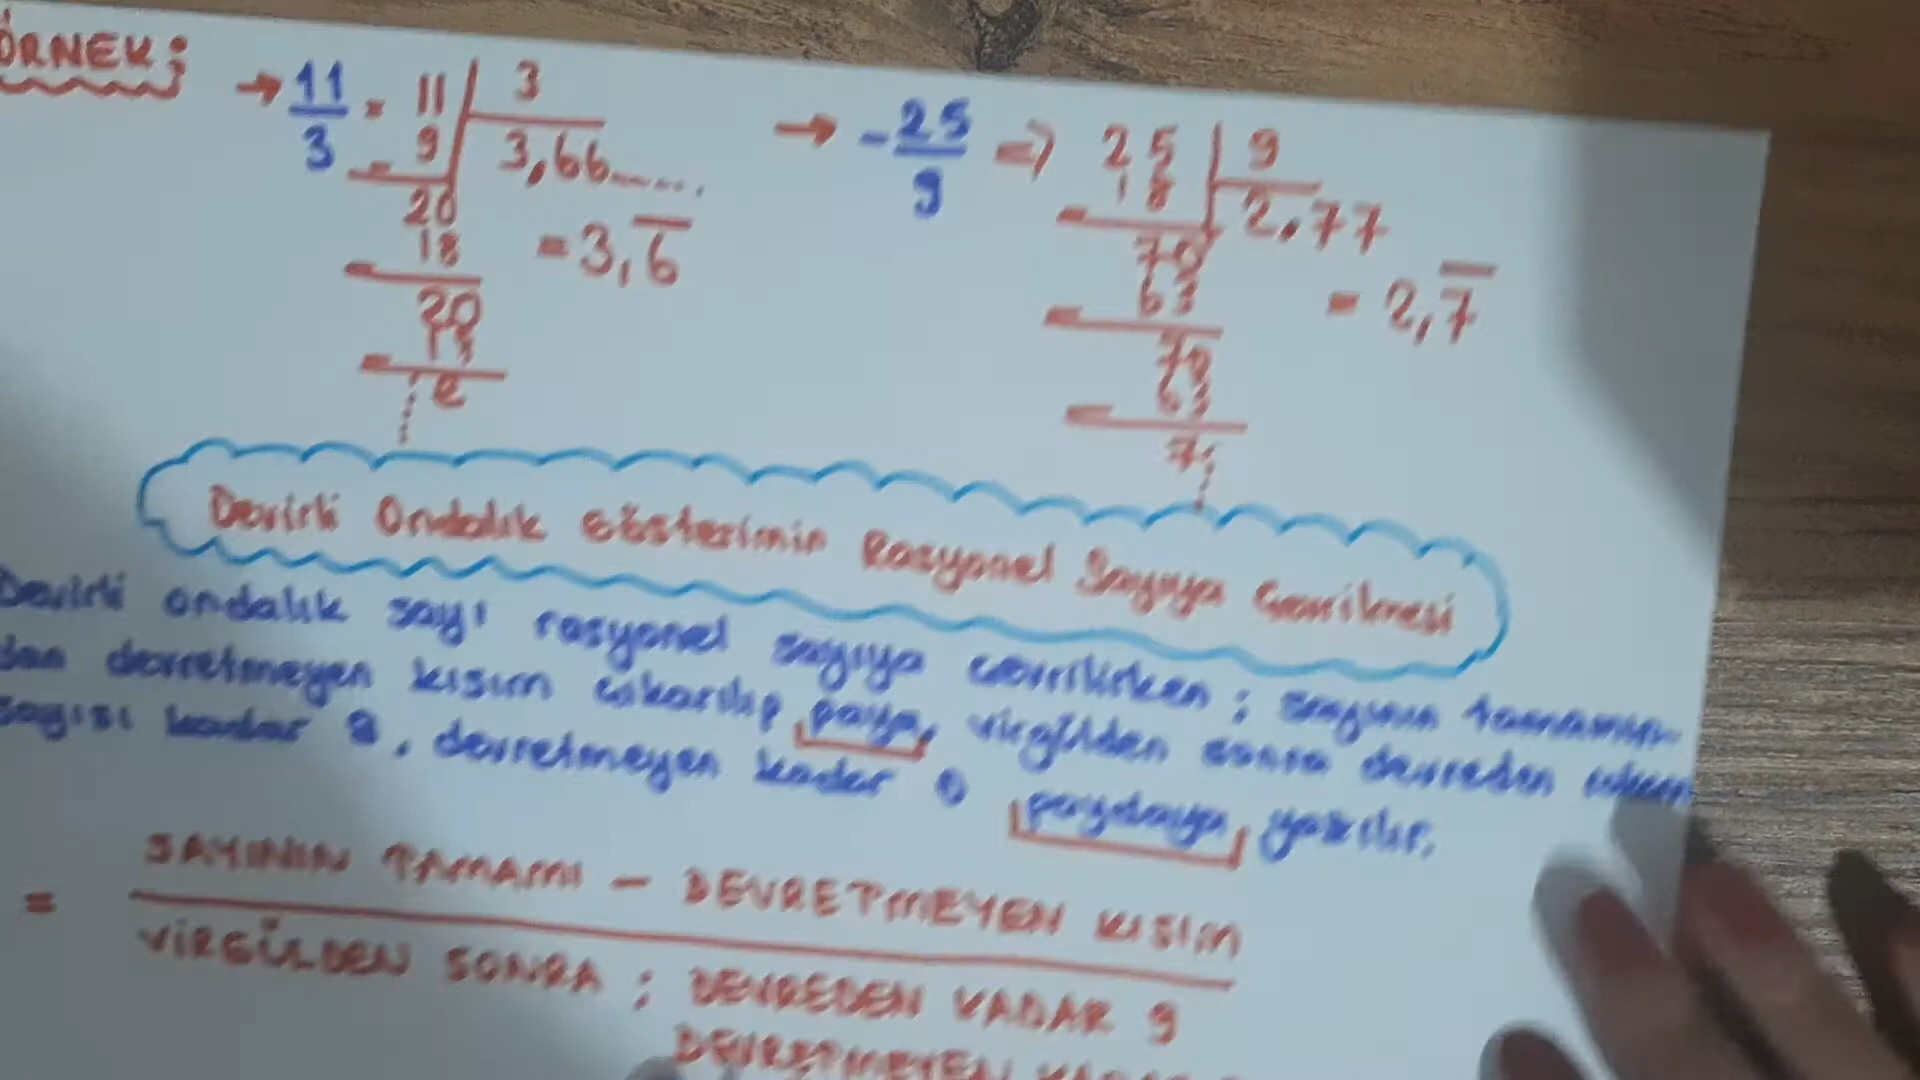 ÖRNEK:
→ 11/3 = 11 | 3
9
3,66......
20
18
= 3,6̅
20
18
2
→ -25/9 ⇒ 25 | 9
18
2,77
70
63
= 2,7̅
70
63
7
Devirli Ondalık Gösterimin Rasyonel Sayıya Çevrilmesi
Devirli ondalık sayı rasyonel sayıya çevrilirken ; sayının tamamın-
dan devretmeyen kısım çıkarılıp paya, virgülden sonra devreden
sayısı kadar 9, devretmeyen kadar 0 paydaya yazılır.
= SAYININ TAMAMI - DEVRETMEYEN KISIM
VİRGÜLDEN SONRA ; DEVREDEN KADAR 9
DEVRETMEYEN